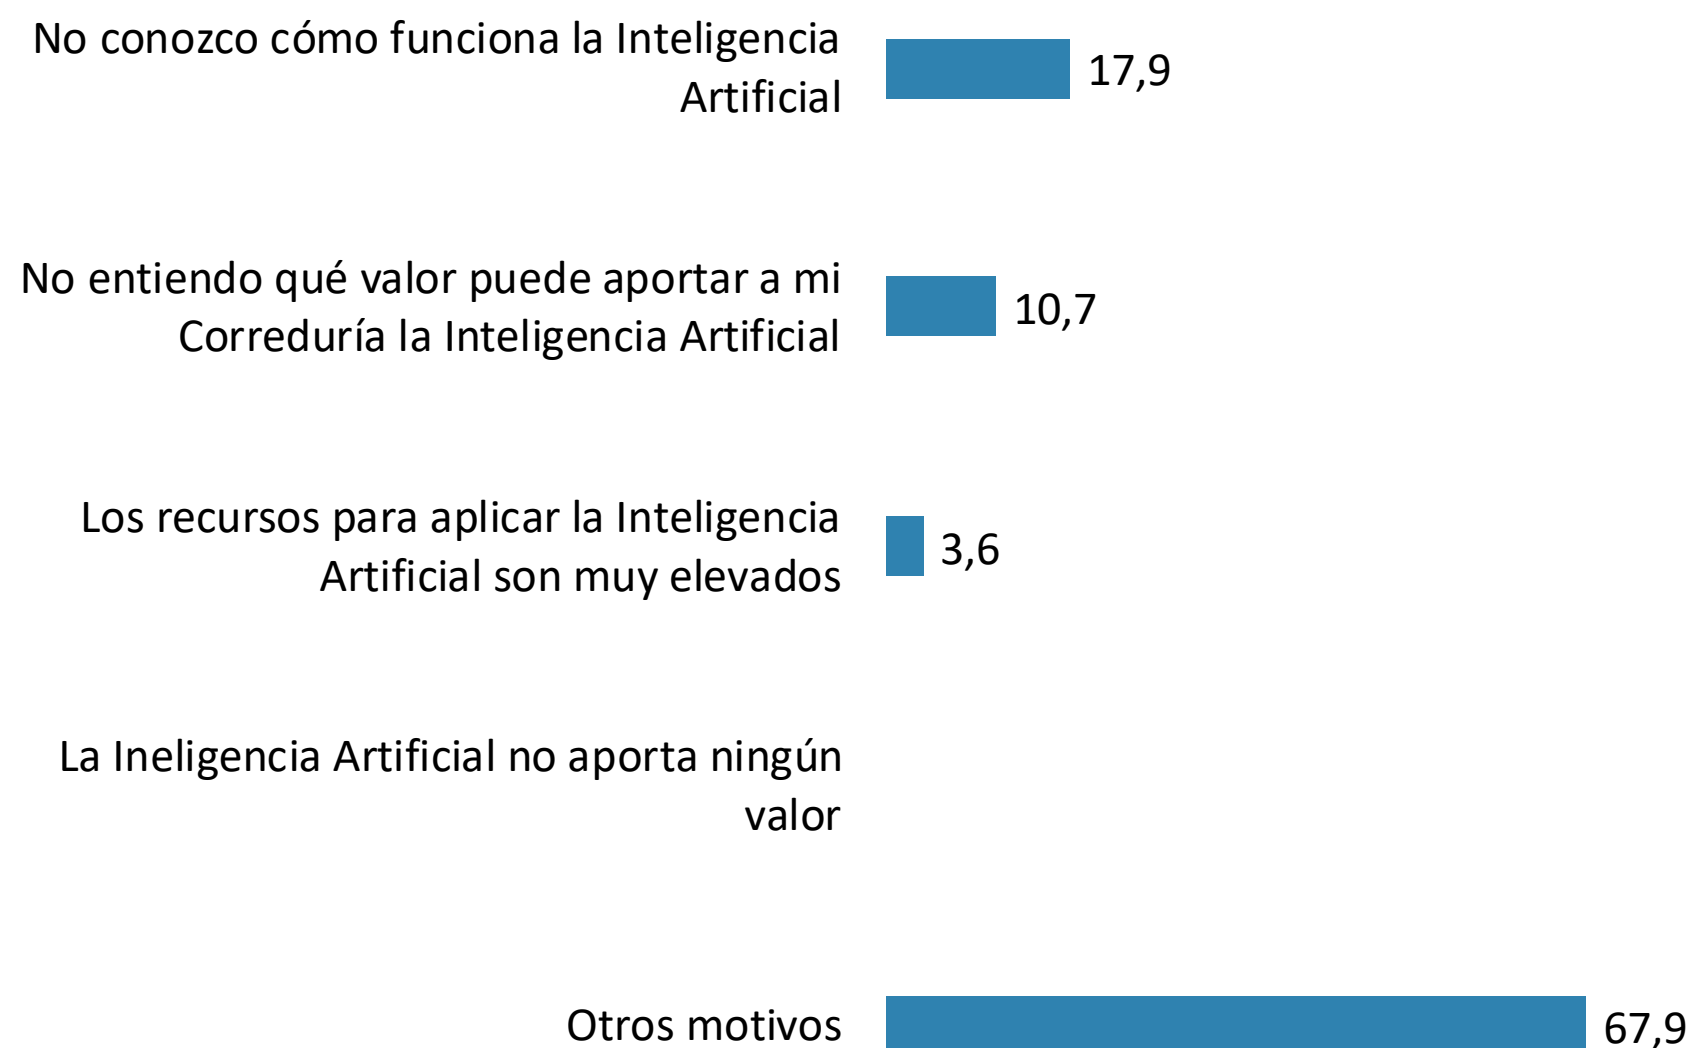 No conozco cómo funciona la Inteligencia
Artificial
17,9
No entiendo qué valor puede aportar a mi
Correduría la Inteligencia Artificial
10,7
Los recursos para aplicar la Inteligencia
Artificial son muy elevados
3,6
La Ineligencia Artificial no aporta ningún
valor
Otros motivos
67,9